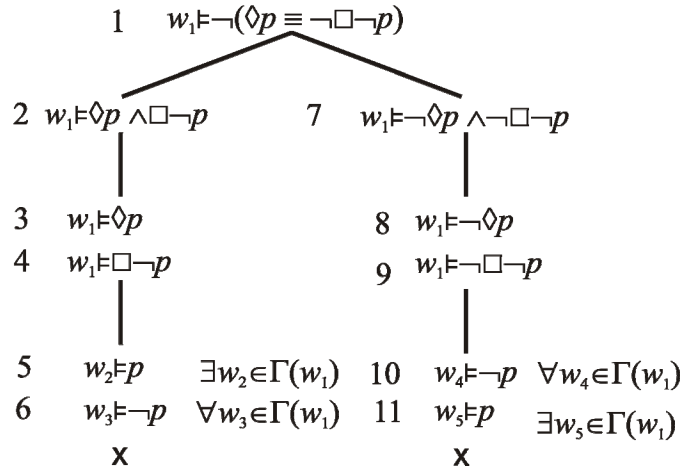 1 w₁⊨¬(◊p ≡ ¬□¬p)
2 w₁⊨◊p ∧□¬p
7 w₁⊨¬◊p ∧¬□¬p
3 w₁⊨◊p
4 w₁⊨□¬p
8 w₁⊨¬◊p
9 w₁⊨¬□¬p
5 w₂⊨p ∃w₂∈Γ(w₁)
6 w₃⊨¬p ∀w₃∈Γ(w₁)
x
10 w₄⊨¬p ∀w₄∈Γ(w₁)
11 w₅⊨p ∃w₅∈Γ(w₁)
x